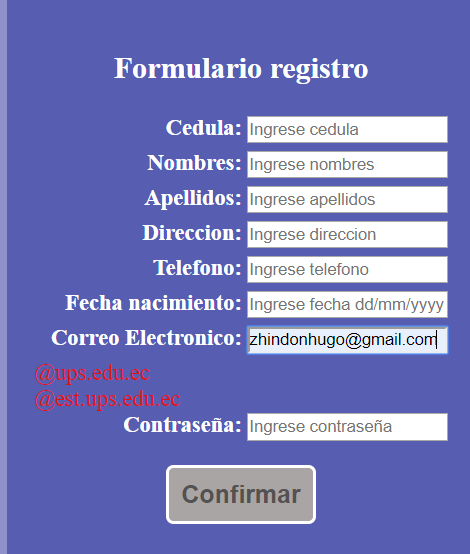 Formulario registro
Cedula: Ingrese cedula
Nombres: Ingrese nombres
Apellidos: Ingrese apellidos
Direccion: Ingrese direccion
Telefono: Ingrese telefono
Fecha nacimiento: Ingrese fecha dd/mm/yyyy
Correo Electronico: zhindonhugo@gmail.com
@ups.edu.ec
@est.ups.edu.ec
Contraseña: Ingrese contraseña
Confirmar